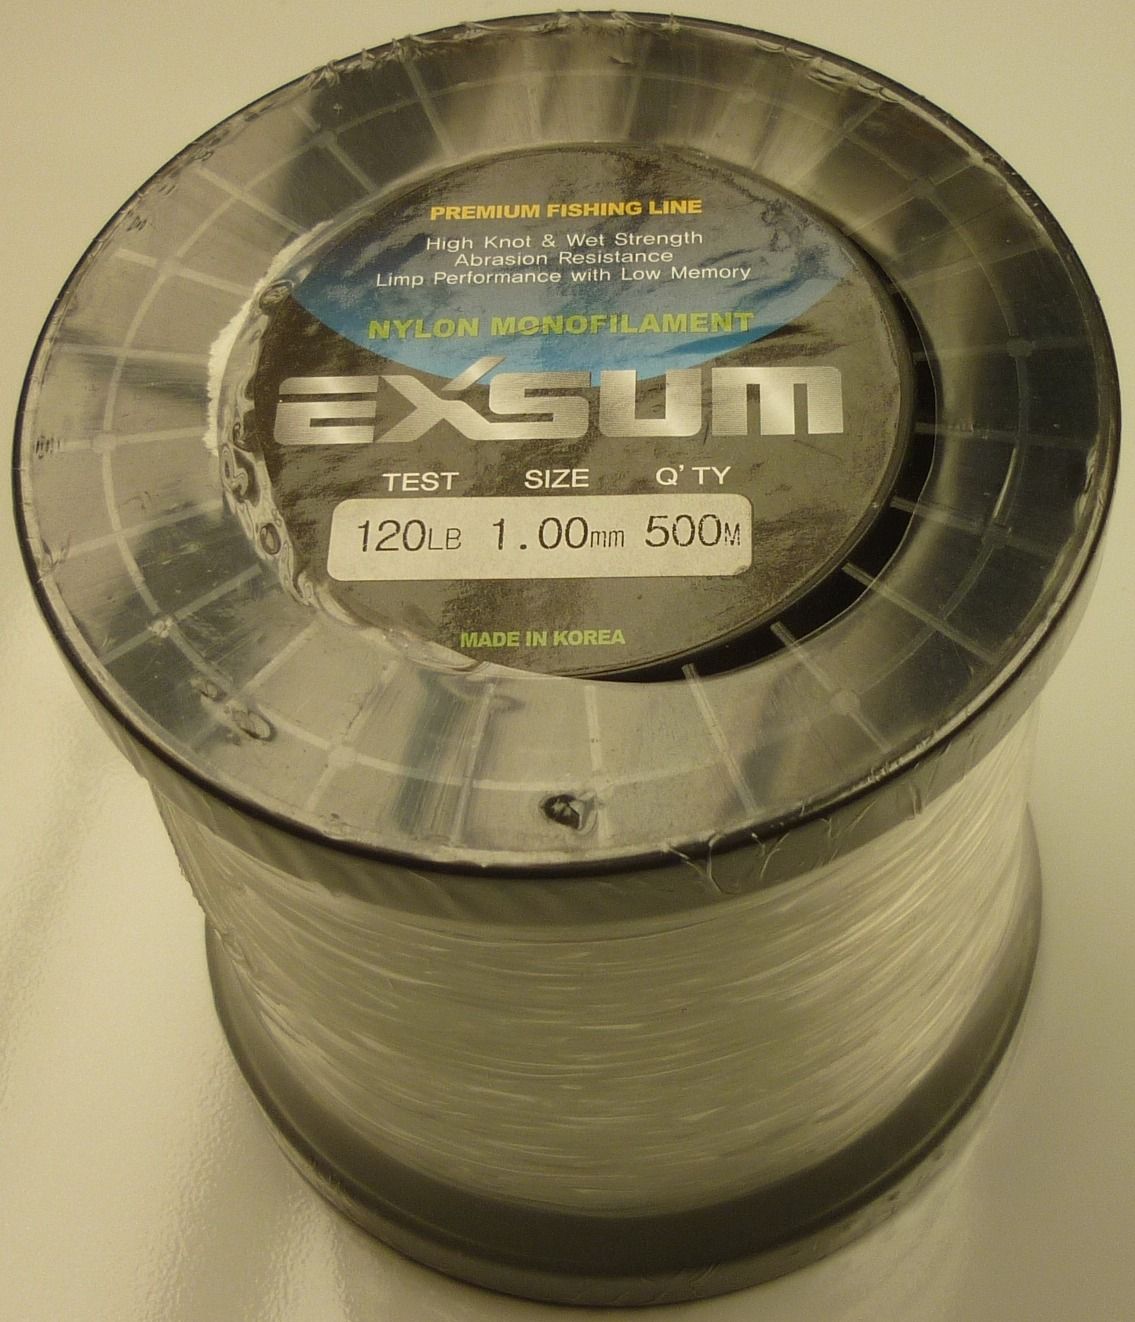 PREMIUM FISHING LINE
High Knot & Wet Strength
Abrasion Resistance
Limp Performance with Low Memory
NYLON MONOFILAMENT
EXSUM
TEST SIZE Q'TY
120LB 1.00mm 500M
MADE IN KOREA